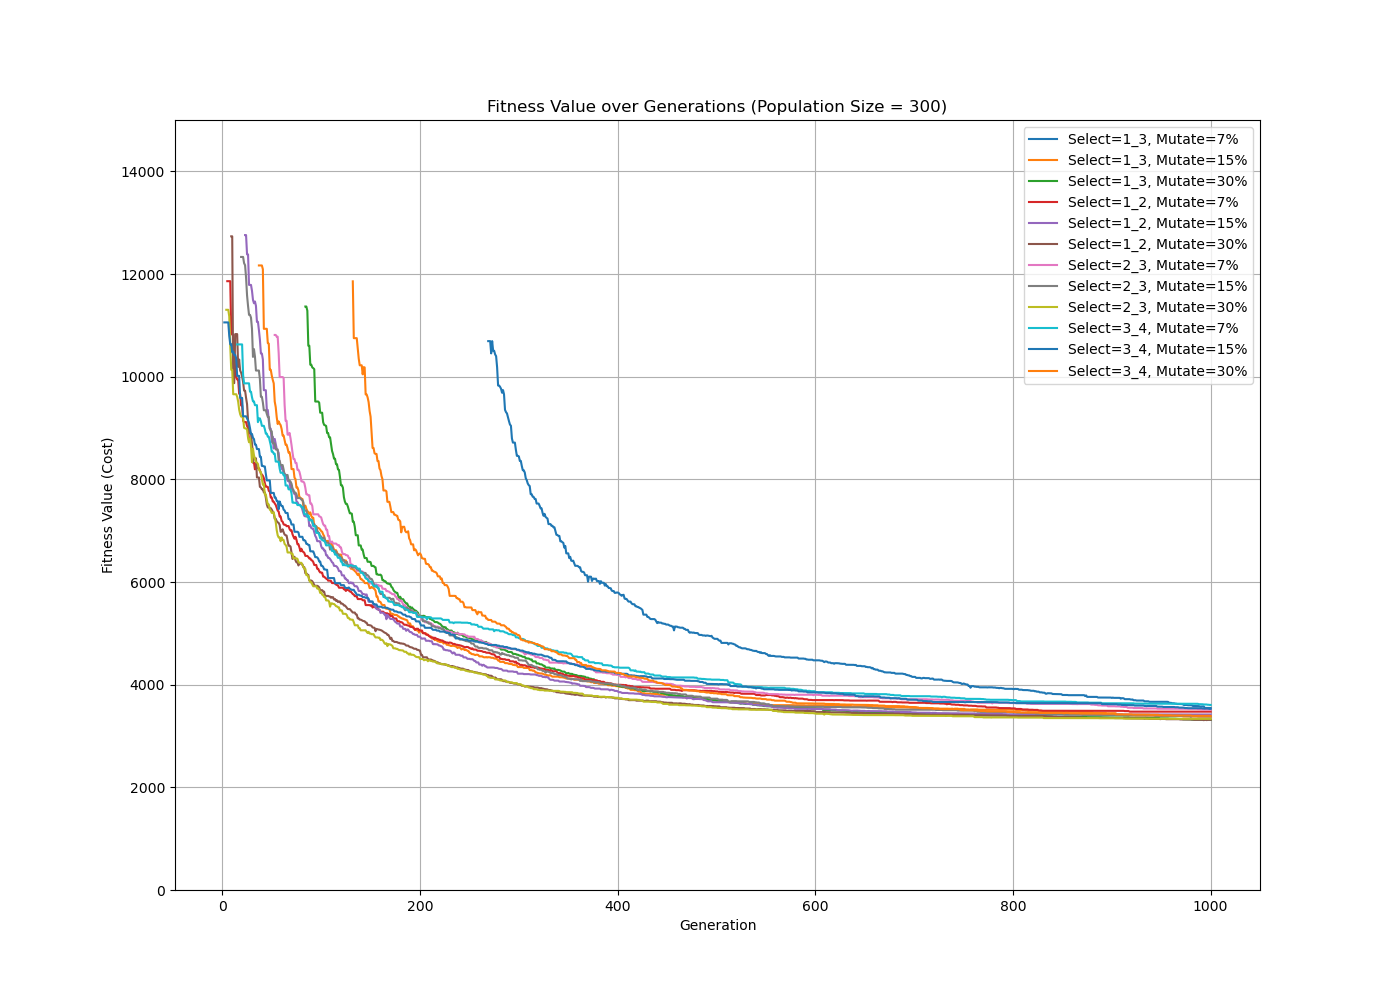 Fitness Value over Generations (Population Size = 300)
Fitness Value (Cost)
14000
12000
10000
8000
6000
4000
2000
0
0 200 400 600 800 1000
Generation
Select=1_3, Mutate=7%
Select=1_3, Mutate=15%
Select=1_3, Mutate=30%
Select=1_2, Mutate=7%
Select=1_2, Mutate=15%
Select=1_2, Mutate=30%
Select=2_3, Mutate=7%
Select=2_3, Mutate=15%
Select=2_3, Mutate=30%
Select=3_4, Mutate=7%
Select=3_4, Mutate=15%
Select=3_4, Mutate=30%